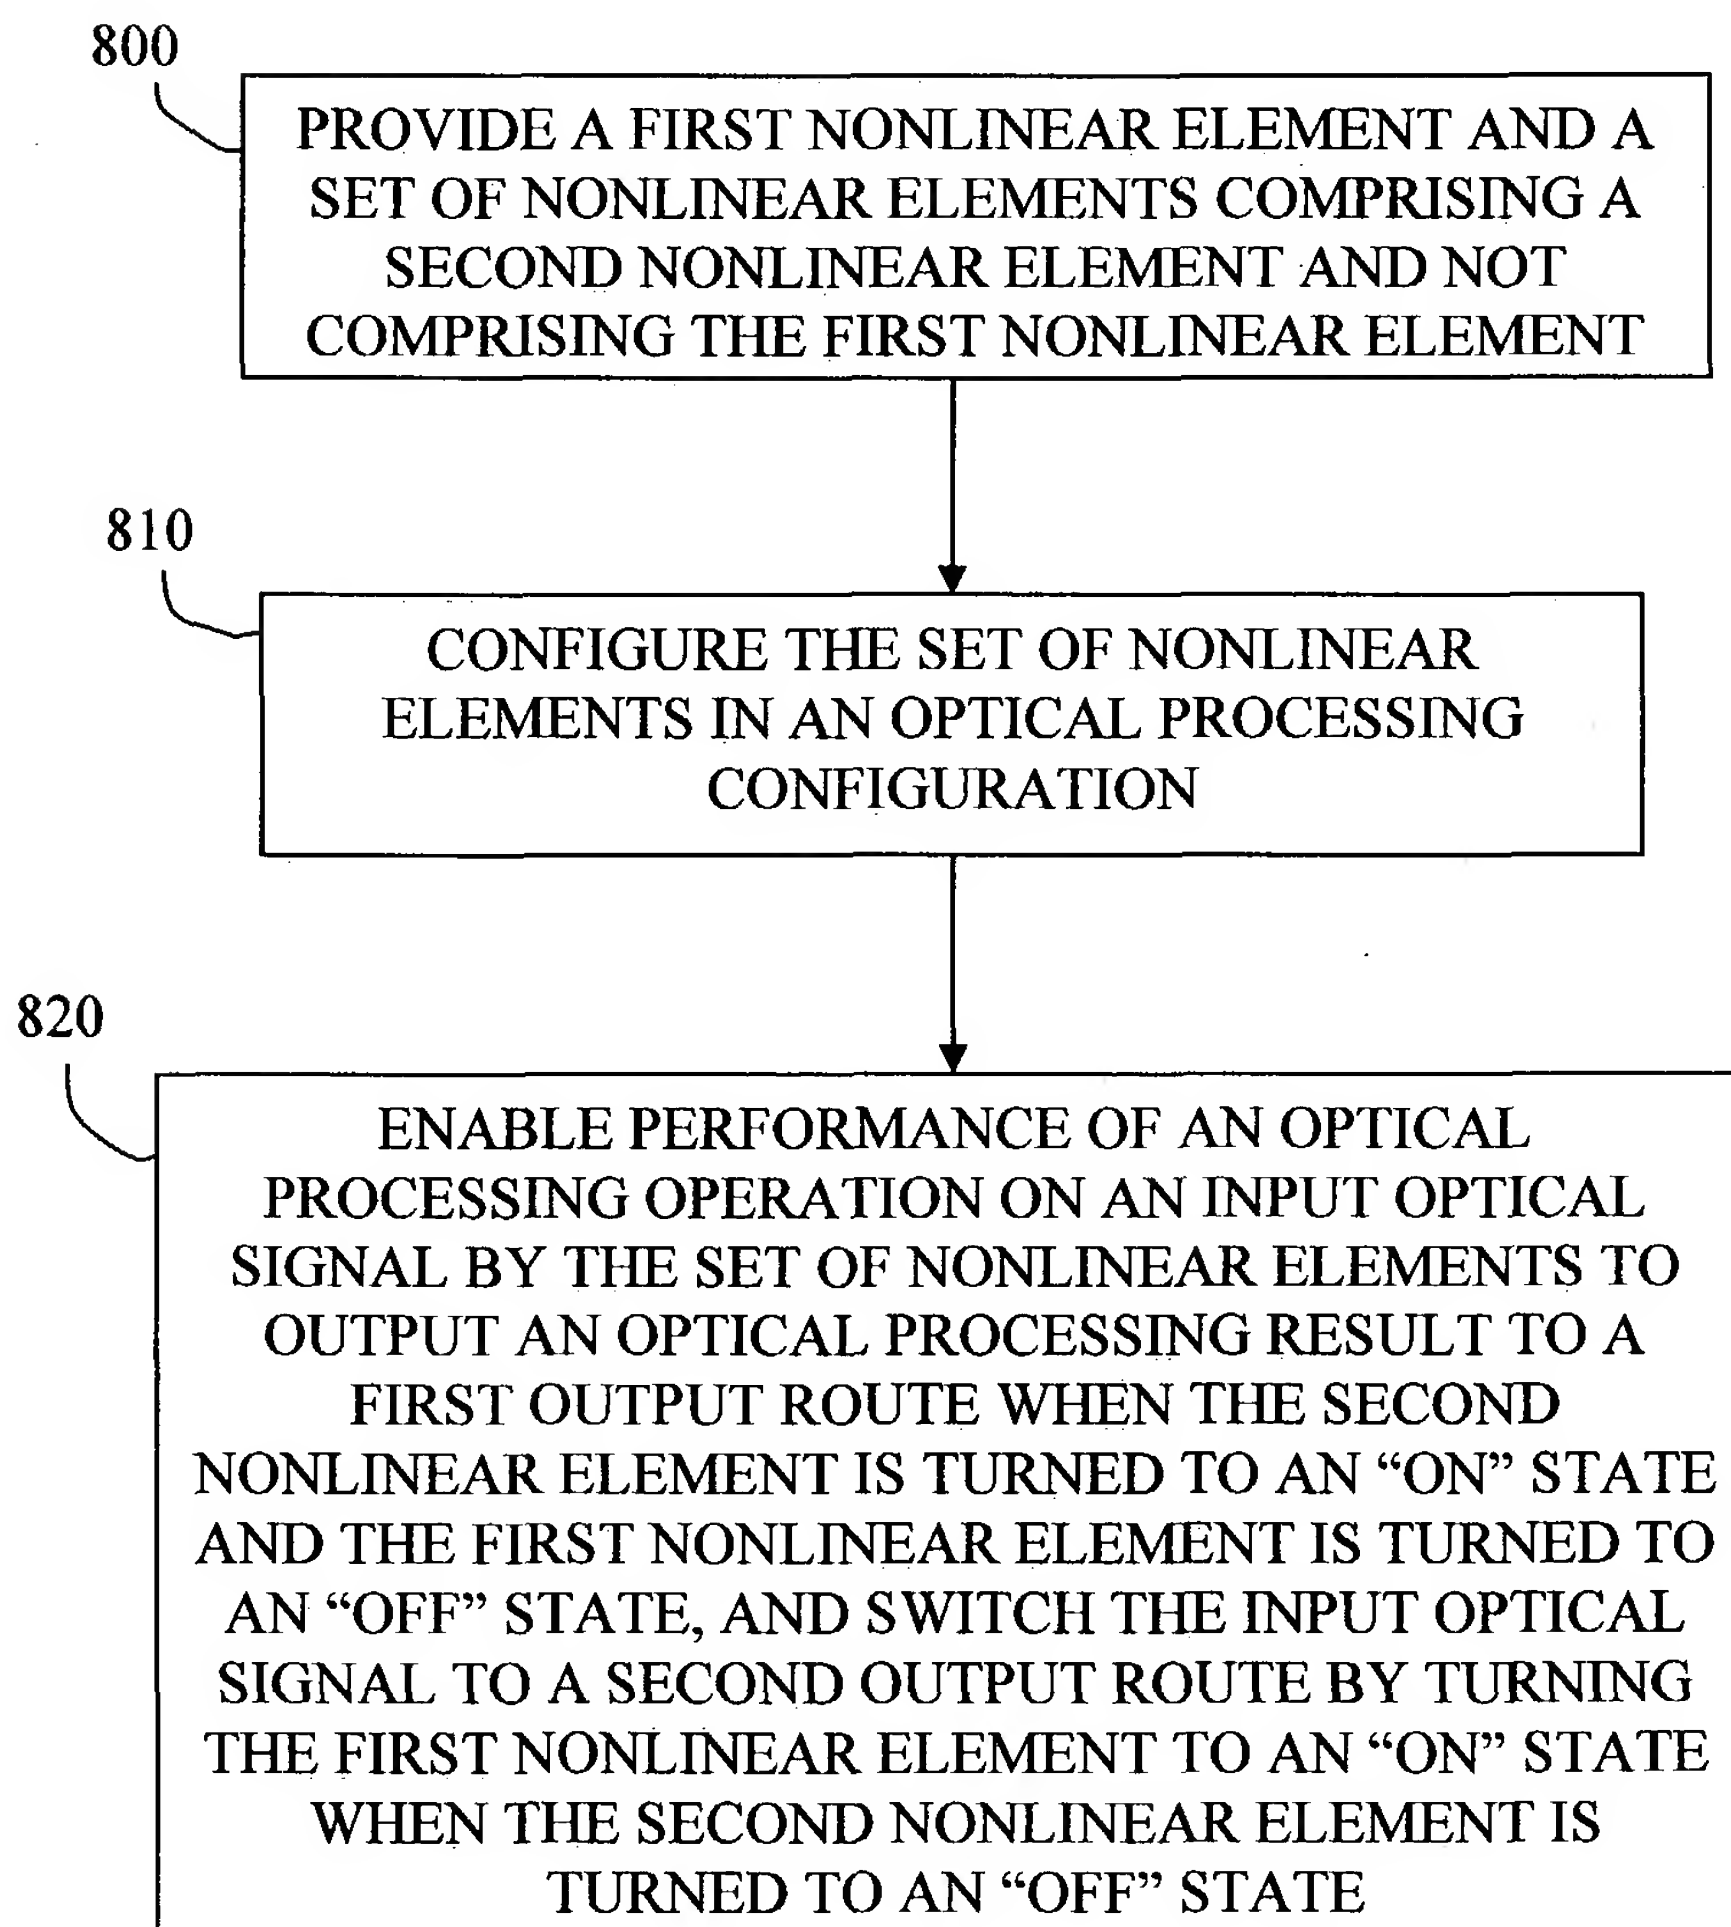 800
PROVIDE A FIRST NONLINEAR ELEMENT AND A
SET OF NONLINEAR ELEMENTS COMPRISING A
SECOND NONLINEAR ELEMENT AND NOT
COMPRISING THE FIRST NONLINEAR ELEMENT
810
CONFIGURE THE SET OF NONLINEAR
ELEMENTS IN AN OPTICAL PROCESSING
CONFIGURATION
820
ENABLE PERFORMANCE OF AN OPTICAL
PROCESSING OPERATION ON AN INPUT OPTICAL
SIGNAL BY THE SET OF NONLINEAR ELEMENTS TO
OUTPUT AN OPTICAL PROCESSING RESULT TO A
FIRST OUTPUT ROUTE WHEN THE SECOND
NONLINEAR ELEMENT IS TURNED TO AN “ON” STATE
AND THE FIRST NONLINEAR ELEMENT IS TURNED TO
AN “OFF” STATE, AND SWITCH THE INPUT OPTICAL
SIGNAL TO A SECOND OUTPUT ROUTE BY TURNING
THE FIRST NONLINEAR ELEMENT TO AN “ON” STATE
WHEN THE SECOND NONLINEAR ELEMENT IS
TURNED TO AN “OFF” STATE